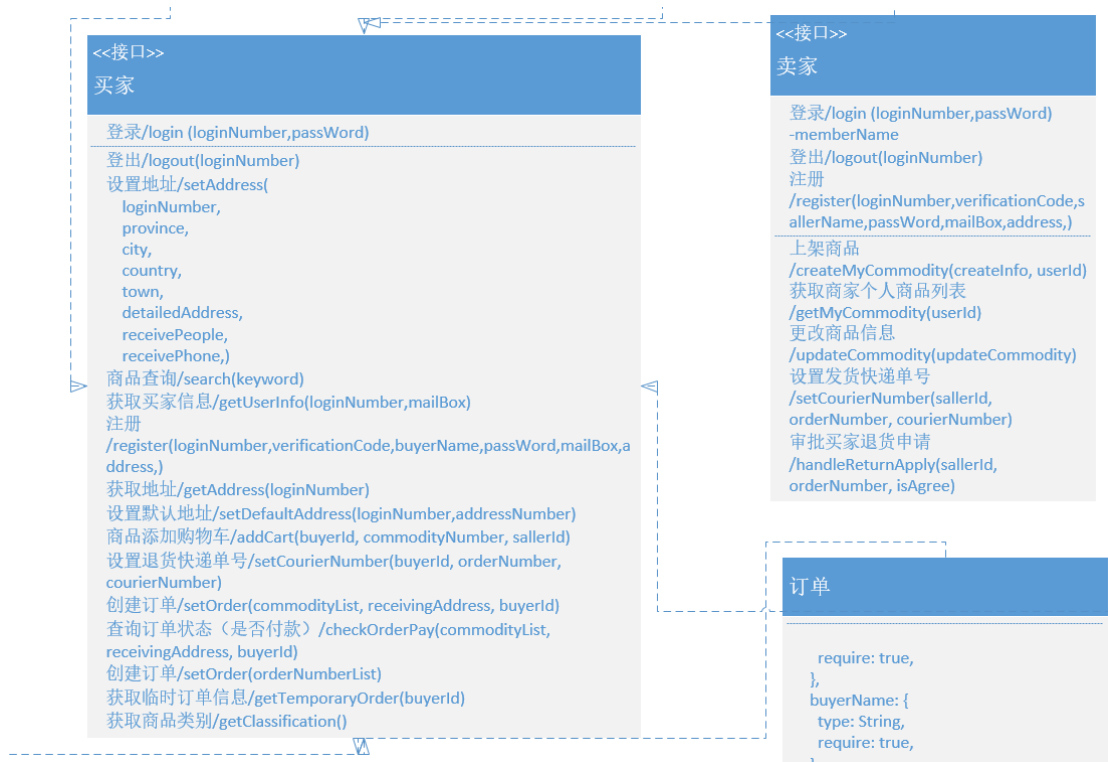 <<接口>>
买家
登录/login (loginNumber,passWord)
登出/logout(loginNumber)
设置地址/setAddress(
loginNumber,
province,
city,
country,
town,
detailedAddress,
receivePeople,
receivePhone,)
商品查询/search(keyword)
获取买家信息/getUserInfo(loginNumber,mailBox)
注册
/register(loginNumber,verificationCode,buyerName,passWord,mailBox,a
ddress,)
获取地址/getAddress(loginNumber)
设置默认地址/setDefaultAddress(loginNumber,addressNumber)
商品添加购物车/addCart(buyerId, commodityNumber, sallerId)
设置退货快递单号/setCourierNumber(buyerId, orderNumber,
courierNumber)
创建订单/setOrder(commodityList, receivingAddress, buyerId)
查询订单状态（是否付款）/checkOrderPay(commodityList,
receivingAddress, buyerId)
创建订单/setOrder(orderNumberList)
获取临时订单信息/getTemporaryOrder(buyerId)
获取商品类别/getClassification()
<<接口>>
卖家
登录/login (loginNumber,passWord)
-memberName
登出/logout(loginNumber)
注册
/register(loginNumber,verificationCode,s
allerName,passWord,mailBox,address,)
上架商品
/createMyCommodity(createInfo, userId)
获取商家个人商品列表
/getMyCommodity(userId)
更改商品信息
/updateCommodity(updateCommodity)
设置发货快递单号
/setCourierNumber(sallerId,
orderNumber, courierNumber)
审批买家退货申请
/handleReturnApply(sallerId,
orderNumber, isAgree)
订单
require: true,
},
buyerName: {
type: String,
require: true,
}